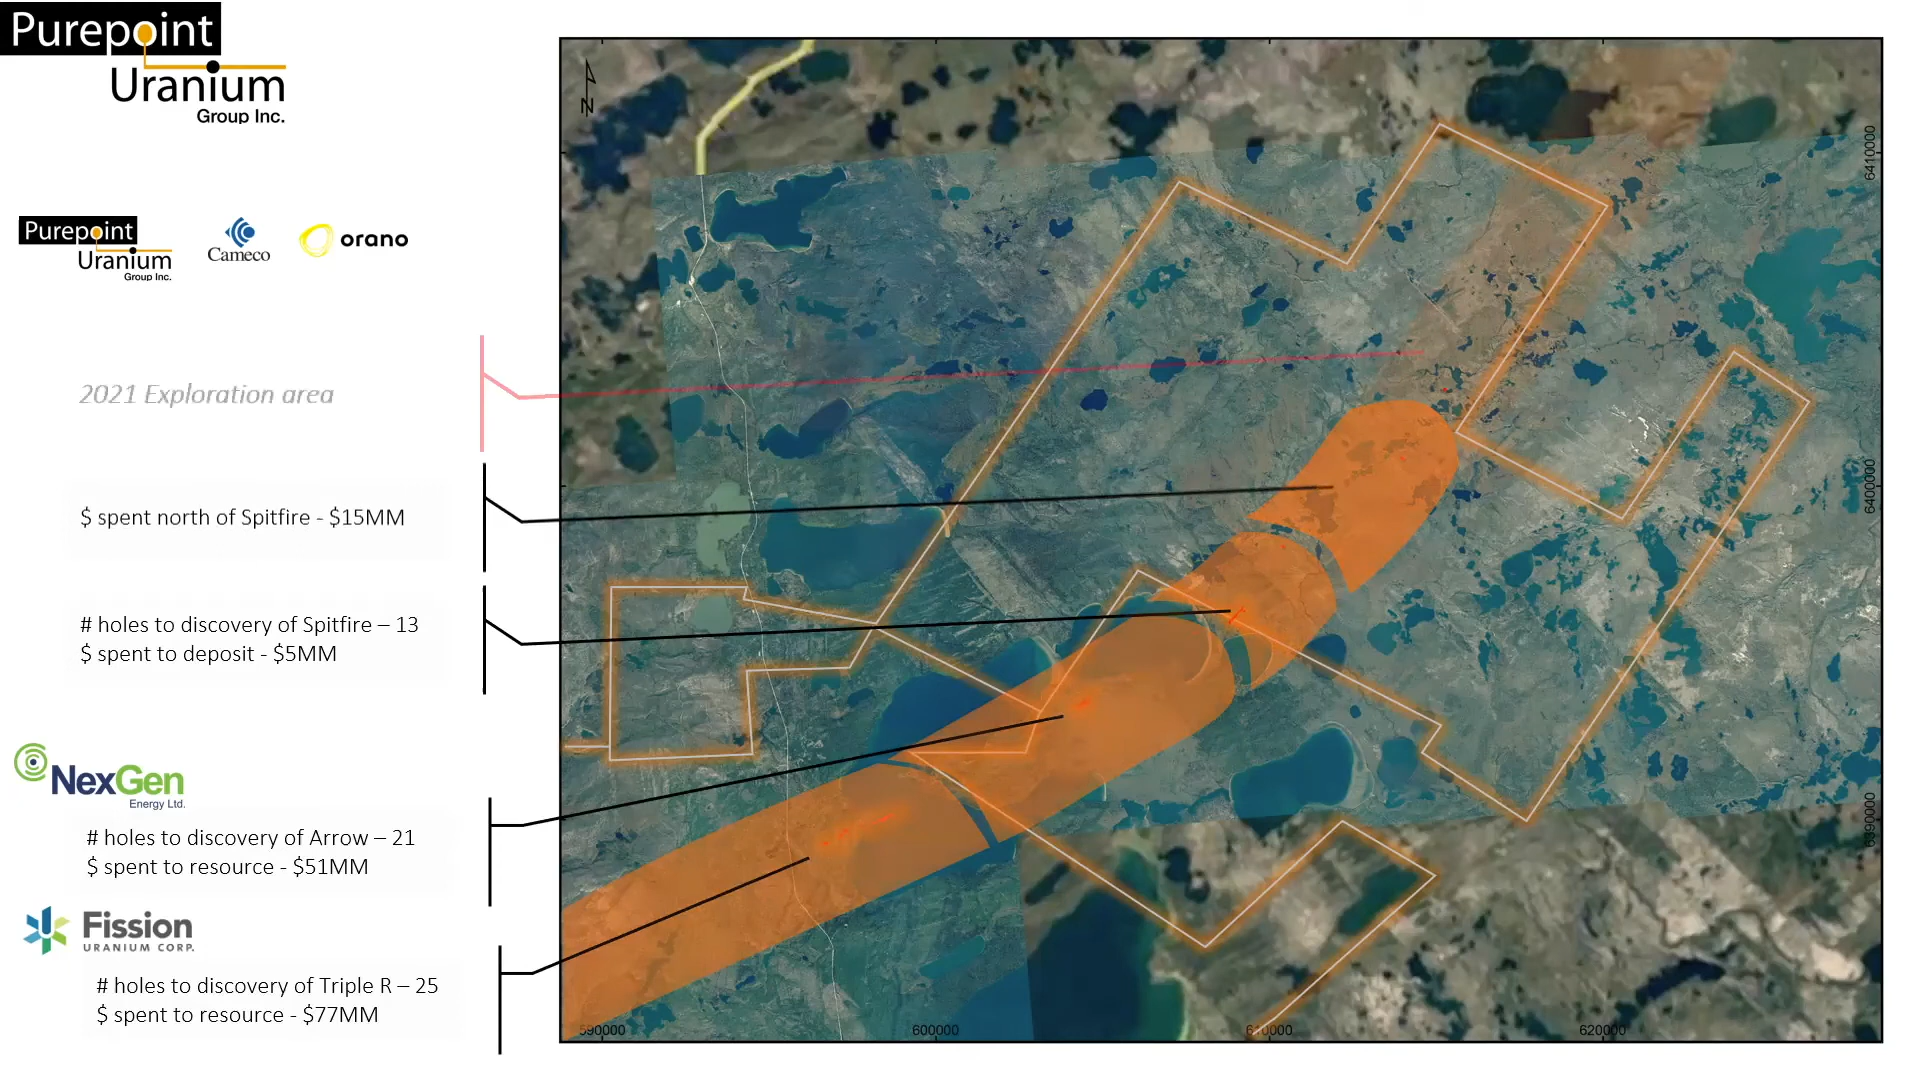 Purepoint
Uranium
Group Inc.
Purepoint
Uranium
Group Inc.
Cameco
orano
2021 Exploration area
$ spent north of Spitfire - $15MM
# holes to discovery of Spitfire – 13
$ spent to deposit - $5MM
NexGen
Energy Ltd.
# holes to discovery of Arrow – 21
$ spent to resource - $51MM
Fission
URANIUM CORP.
# holes to discovery of Triple R – 25
$ spent to resource - $77MM
N
6410000
6400000
6390000
590000
600000
610000
620000